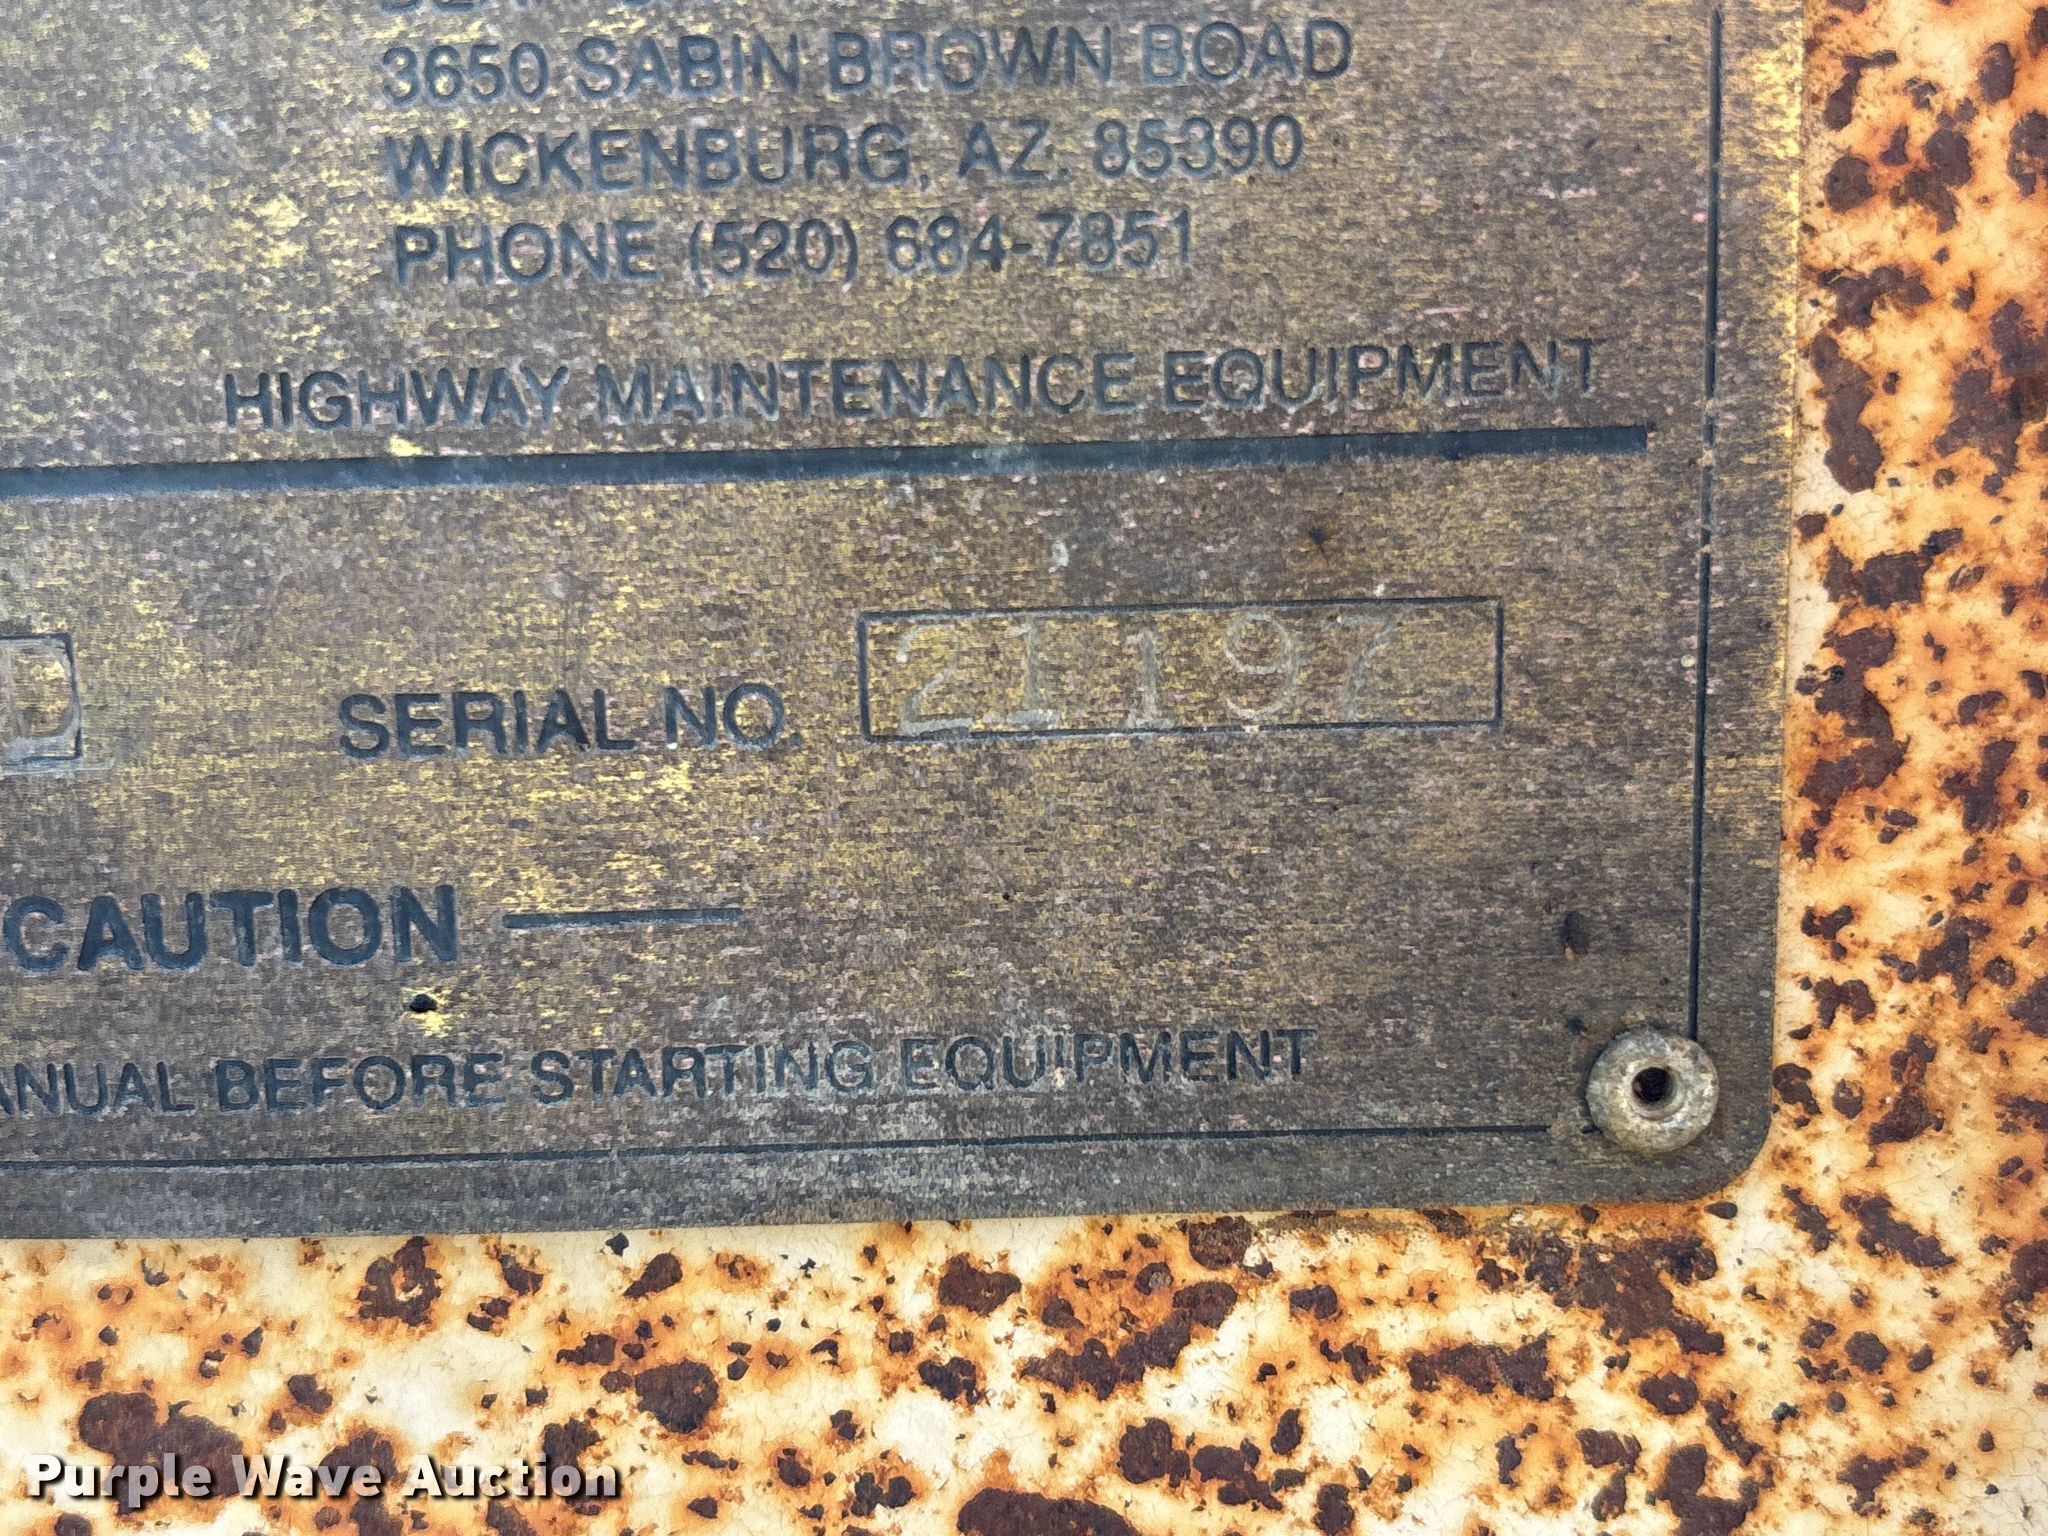 3650 SABIN BROWN BOAD
WICKENBURG, AZ. 85390
PHONE (520) 684-7851
HIGHWAY MAINTENANCE EQUIPMENT
D SERIAL NO. 21197
CAUTION
ANUAL BEFORE STARTING EQUIPMENT
Purple Wave Auction